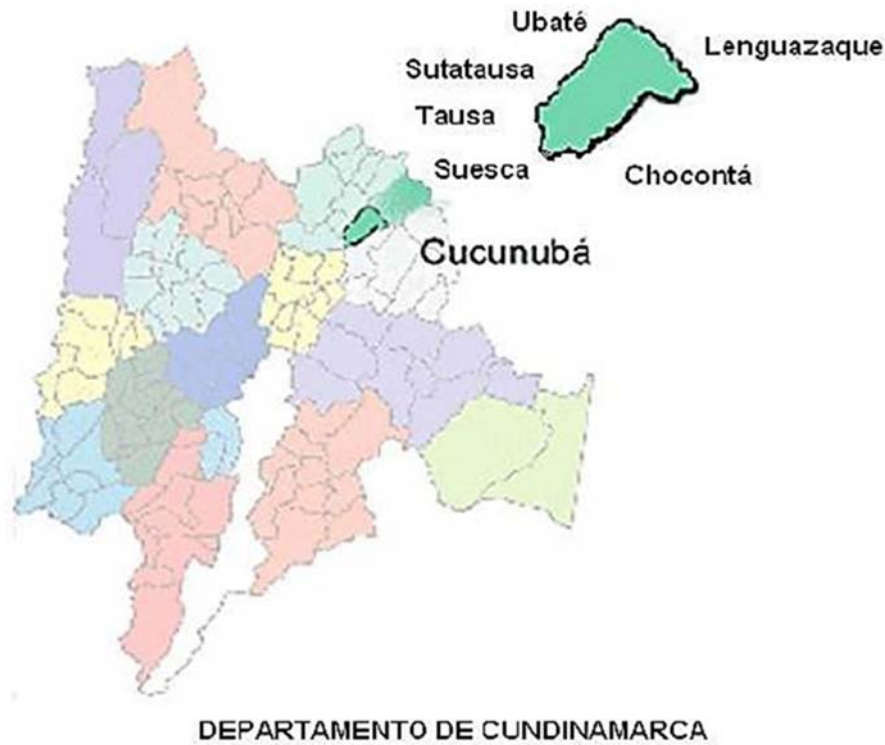 Ubaté
Lenguazaque
Sutatausa
Tausa
Suesca
Chocontá
Cucunubá
DEPARTAMENTO DE CUNDINAMARCA